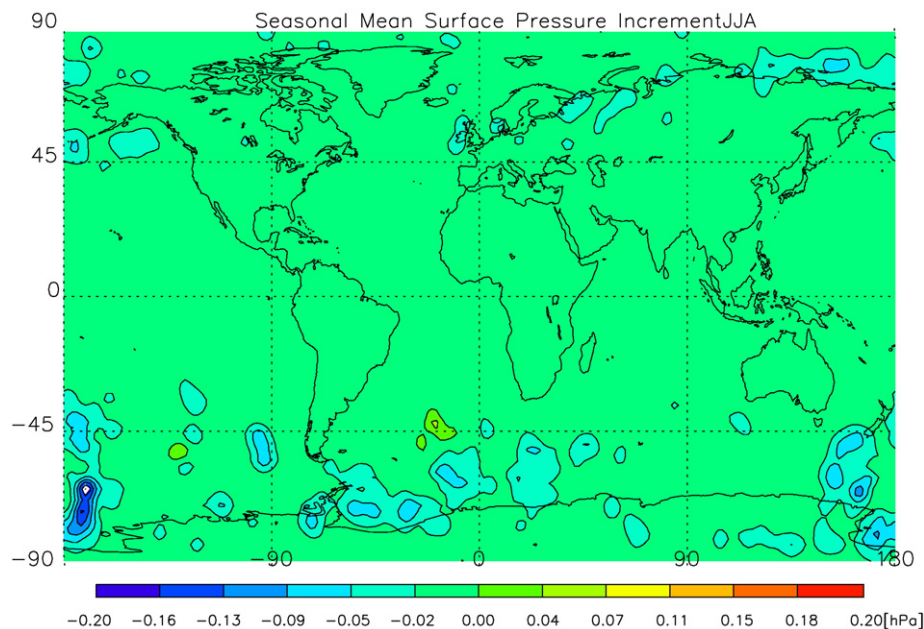 Seasonal Mean Surface Pressure IncrementJJA
90
45
0
−45
−90
−90 0 90 180
−0.20 −0.16 −0.13 −0.09 −0.05 −0.02 0.00 0.04 0.07 0.11 0.15 0.18 0.20[hPa]